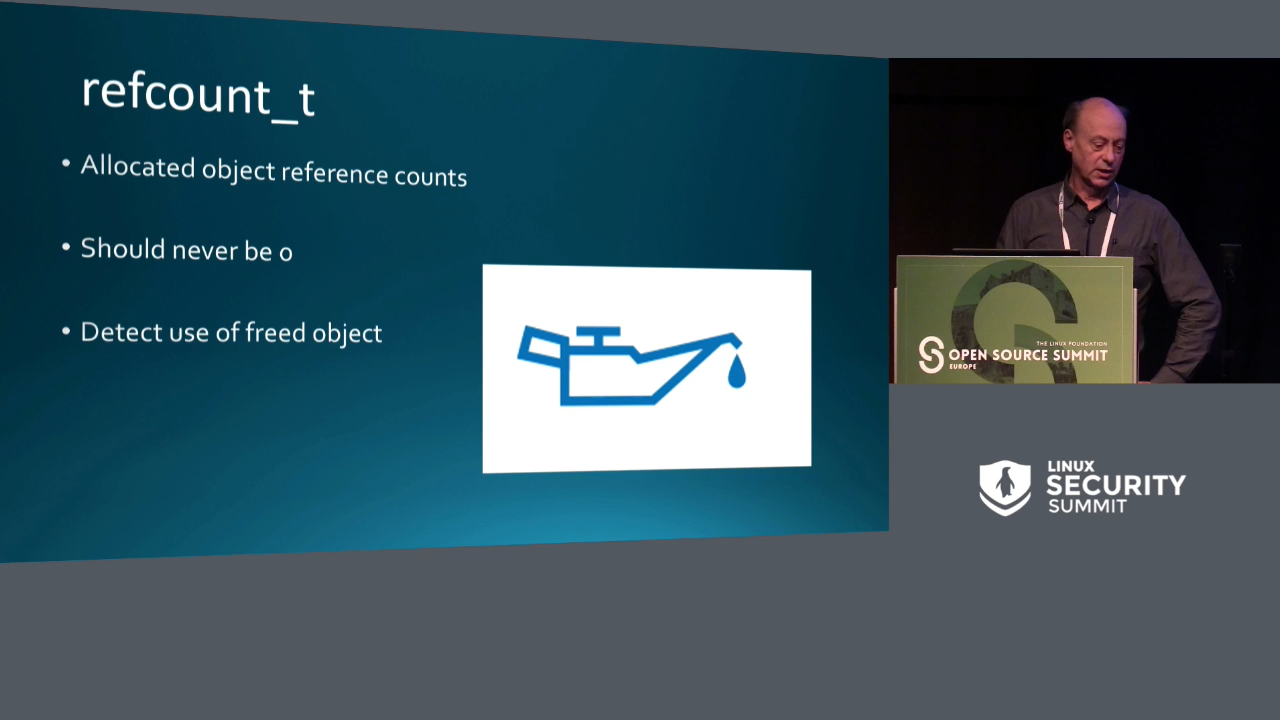 refcount_t
• Allocated object reference counts
• Should never be 0
• Detect use of freed object
THE LINUX FOUNDATION
OPEN SOURCE SUMMIT
EUROPE
LINUX
SECURITY
SUMMIT